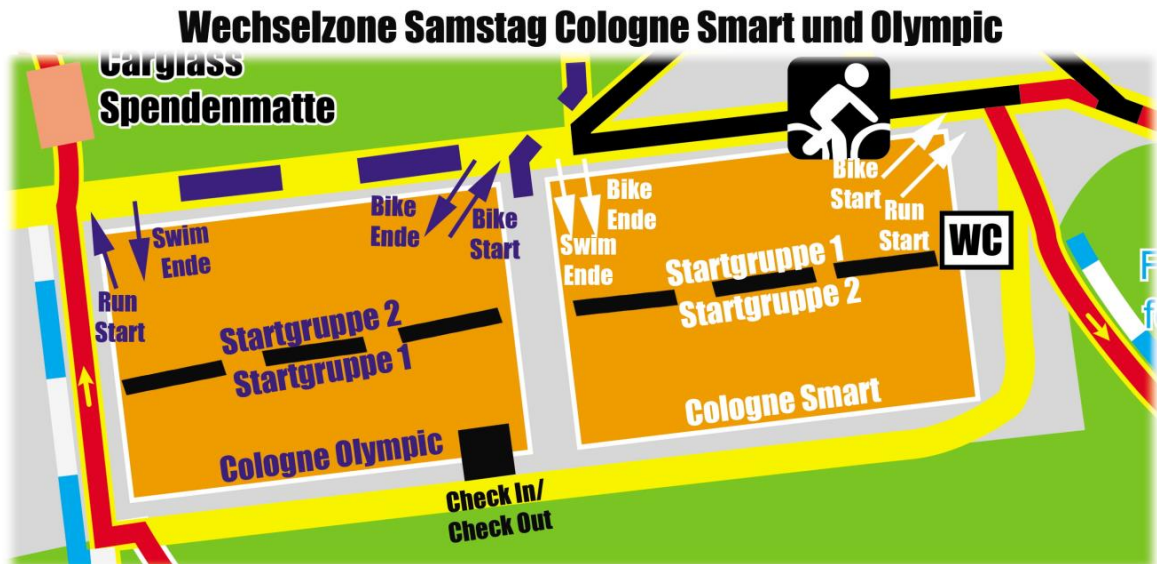 Wechselzone Samstag Cologne Smart und Olympic
Carglass
Spendenmatte
Swim
Ende
Run
Start
Bike
Ende
Bike
Start
Startgruppe 2
Startgruppe 1
Cologne Olympic
Check In/
Check Out
Bike
Ende
Swim
Ende
Bike
Start
Run
Start
WC
Startgruppe 1
Startgruppe 2
Cologne Smart